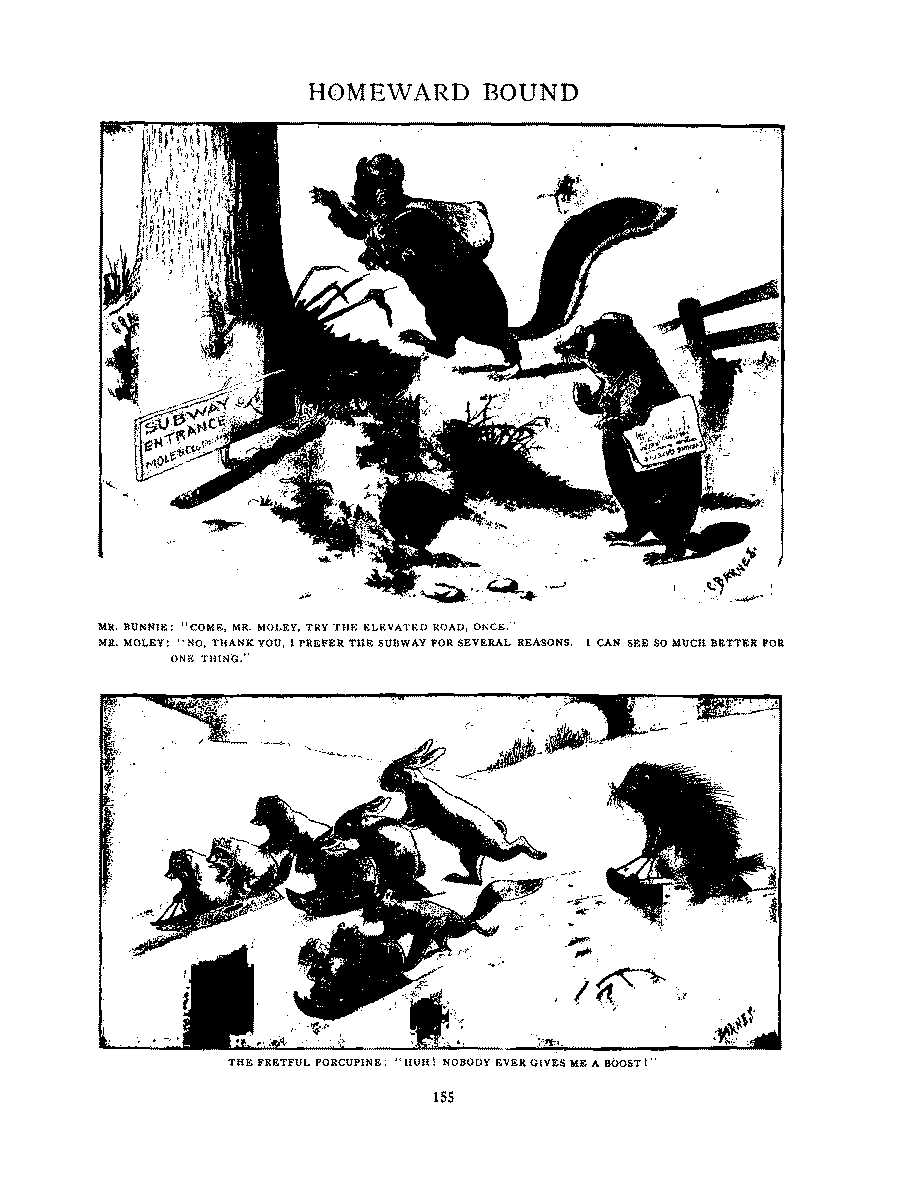 HOMEWARD BOUND
SUBWAY
ENTRANCE
MOLE & CO.
C. BARNES.
MR. BUNNIE: "COME, MR. MOLEY, TRY THE ELEVATED ROAD, ONCE."
MR. MOLEY: "NO, THANK YOU, I PREFER THE SUBWAY FOR SEVERAL REASONS. I CAN SEE SO MUCH BETTER FOR
ONE THING."
BARNES
THE FRETFUL PORCUPINE: "HUH! NOBODY EVER GIVES ME A BOOST!"
155